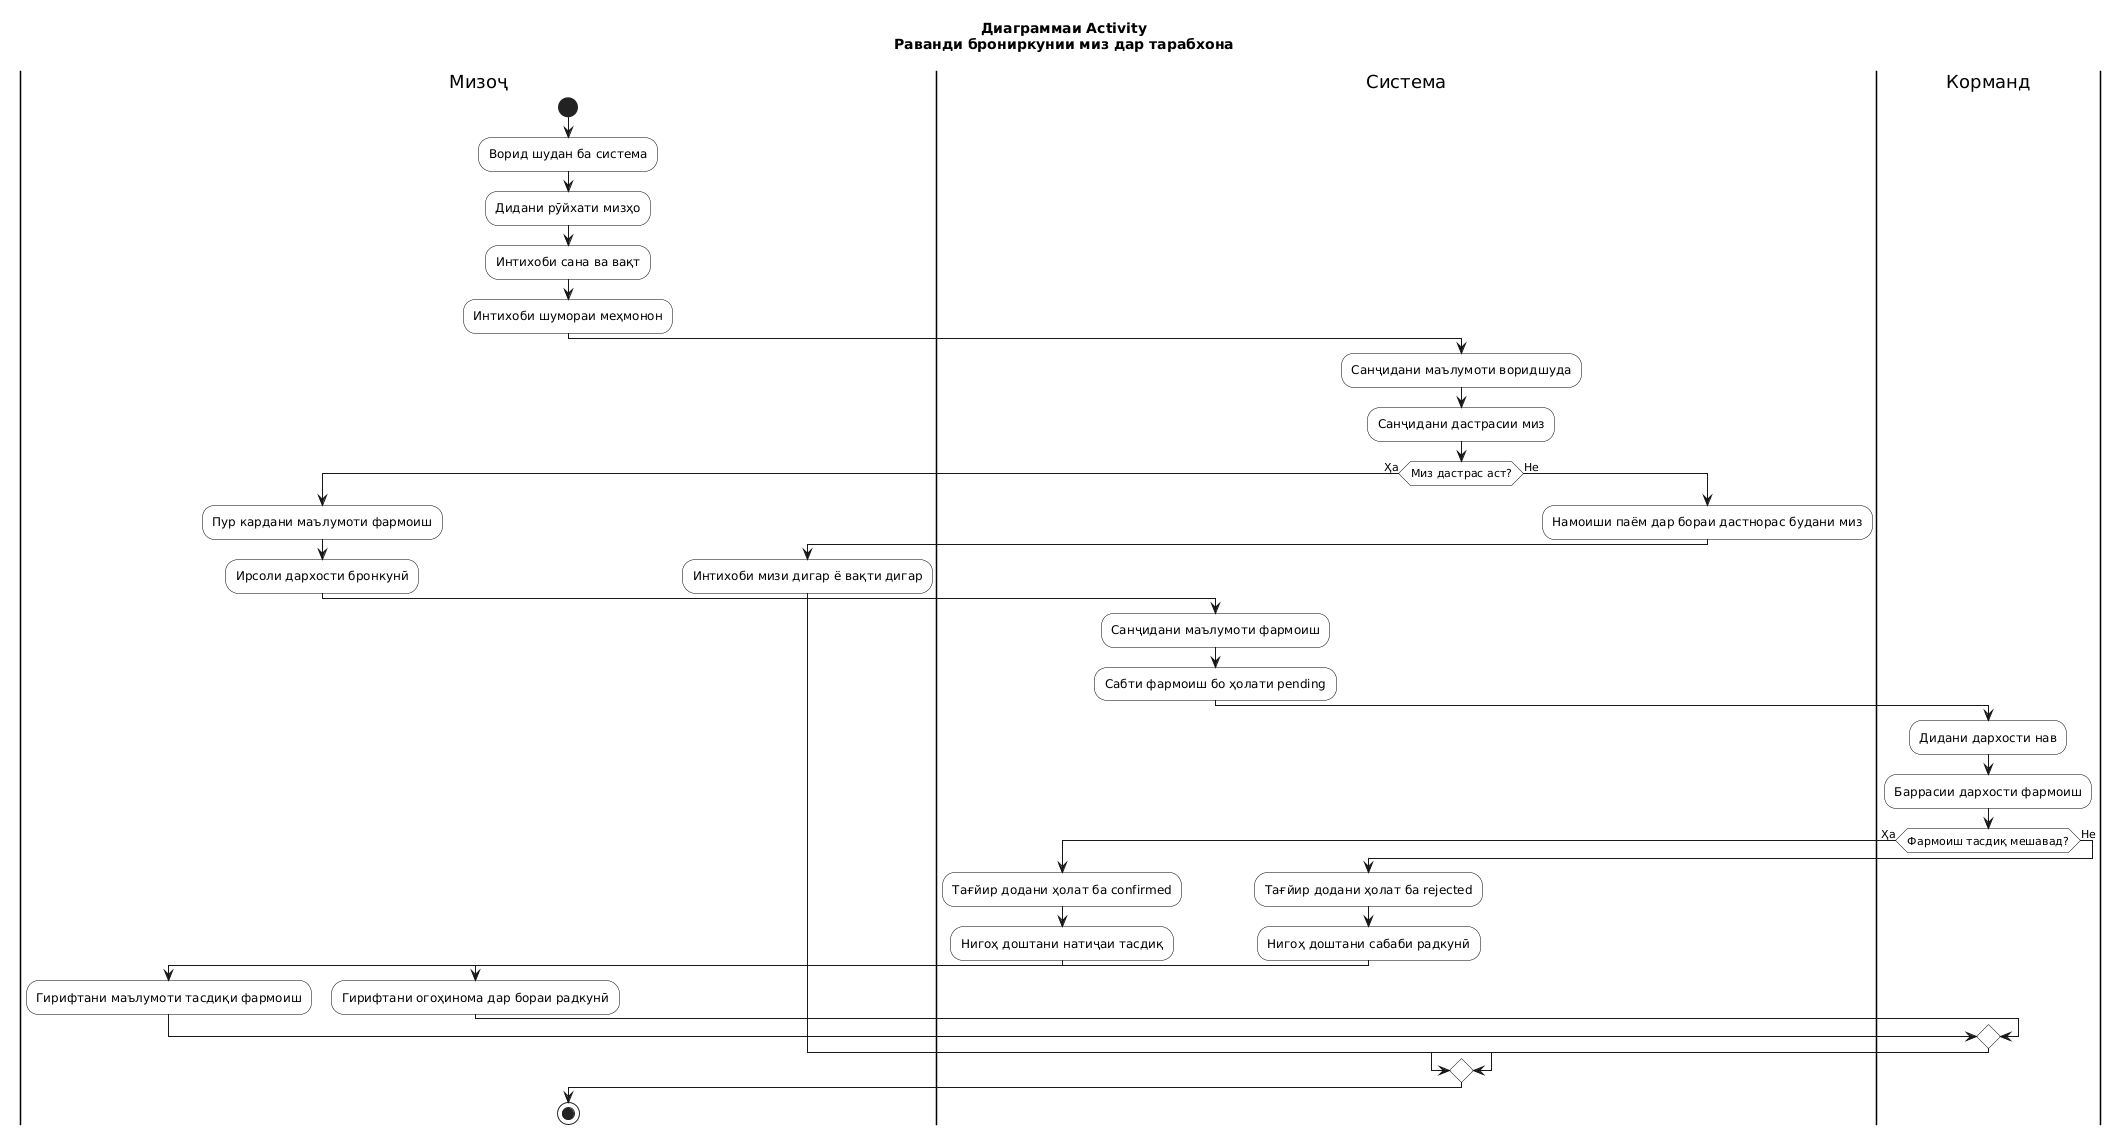 Диаграммаи Activity
Раванди брониркунии миз дар тарабхона
Мизоҷ
Система
Корманд
Ворид шудан ба система
Дидани рӯйхати мизҳо
Интихоби сана ва вақт
Интихоби шумораи меҳмонон
Санҷидани маълумоти воридшуда
Санҷидани дастрасии миз
Ҳа
Миз дастрас аст?
Не
Пур кардани маълумоти фармоиш
Намоиши паём дар бораи дастнорас будани миз
Ирсоли дархости бронкунӣ
Интихоби мизи дигар ё вақти дигар
Санҷидани маълумоти фармоиш
Сабти фармоиш бо ҳолати pending
Дидани дархости нав
Баррасии дархости фармоиш
Ҳа
Фармоиш тасдиқ мешавад?
Не
Тағйир додани ҳолат ба confirmed
Тағйир додани ҳолат ба rejected
Нигоҳ доштани натиҷаи тасдиқ
Нигоҳ доштани сабаби радкунӣ
Гирифтани маълумоти тасдиқи фармоиш
Гирифтани огоҳинома дар бораи радкунӣ